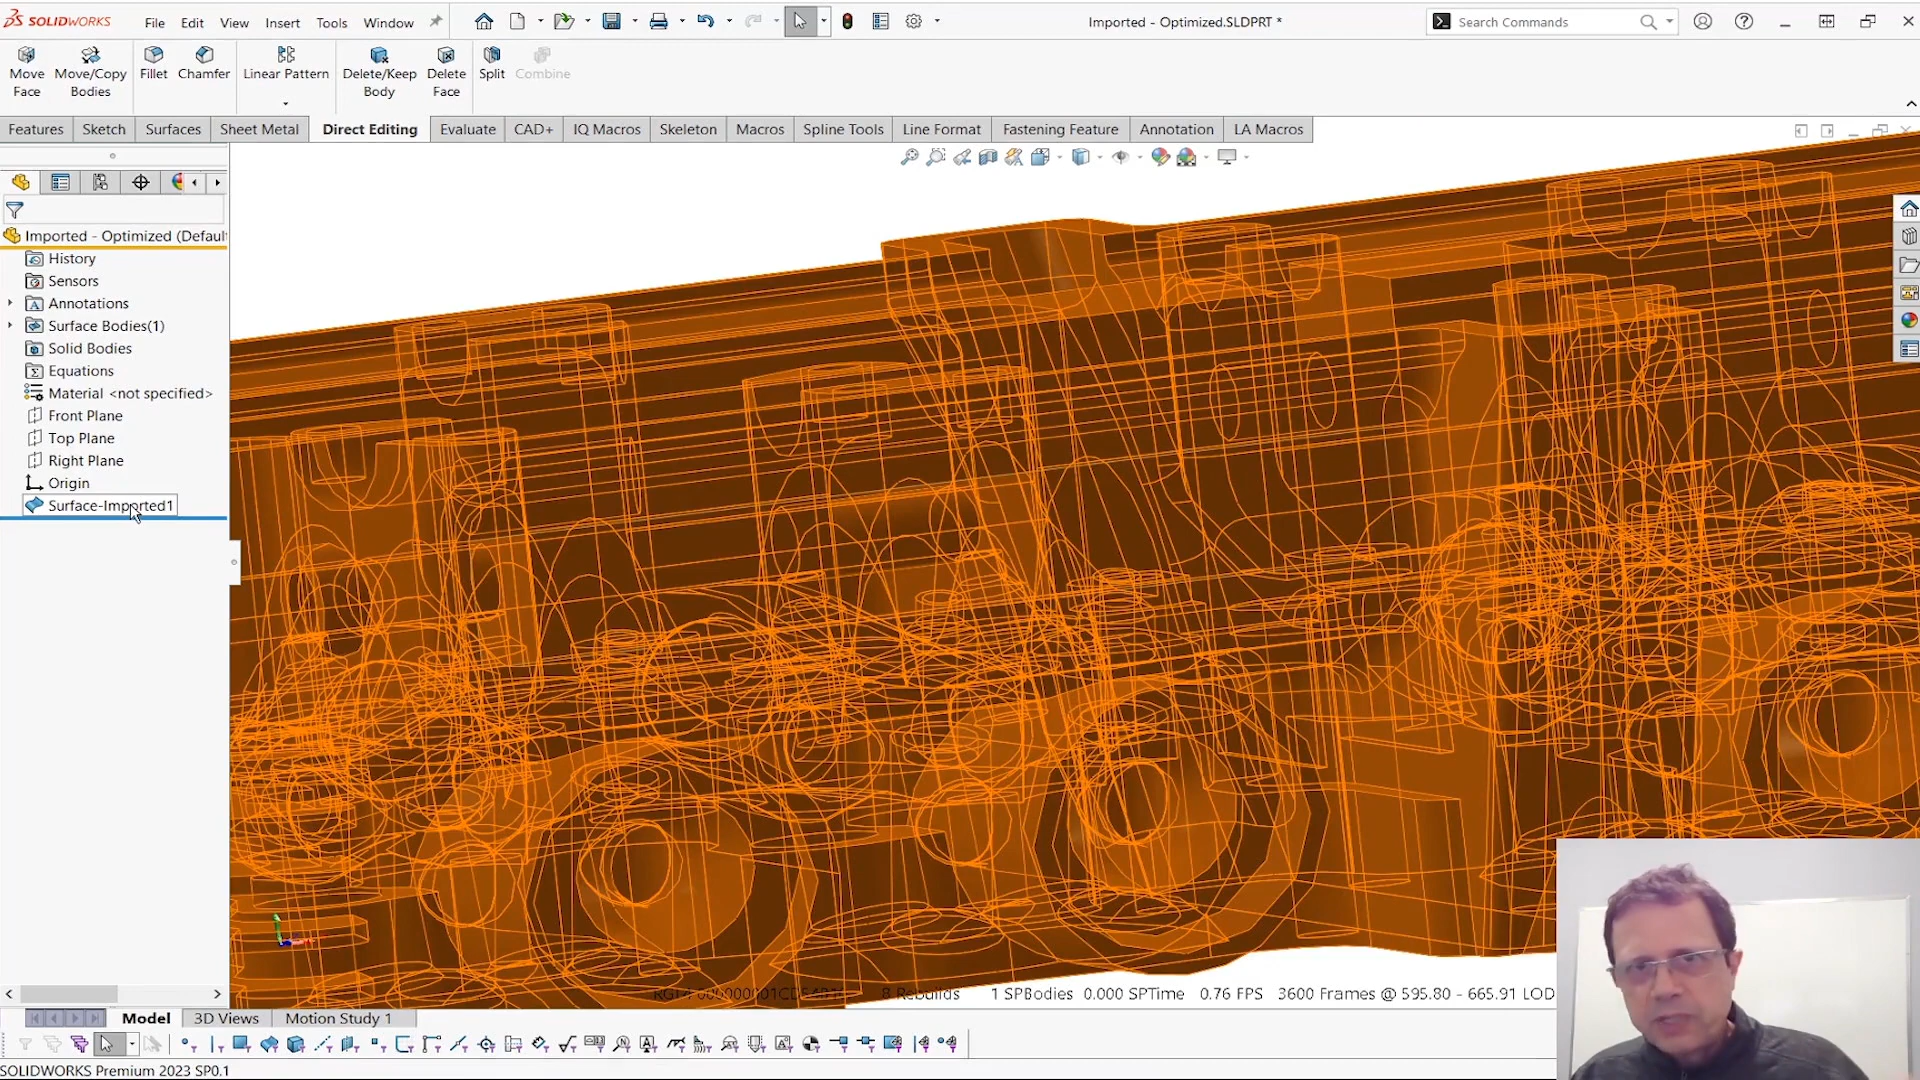 SOLIDWORKS File Edit View Insert Tools Window
Imported - Optimized.SLDPRT *
Search Commands
Move Face
Move/Copy Bodies
Fillet
Chamfer
Linear Pattern
Delete/Keep Body
Delete Face
Split
Combine
Features Sketch Surfaces Sheet Metal Direct Editing Evaluate CAD+ IQ Macros Skeleton Macros Spline Tools Line Format Fastening Feature Annotation LA Macros
Imported - Optimized (Defaul
History
Sensors
Annotations
Surface Bodies(1)
Solid Bodies
Equations
Material <not specified>
Front Plane
Top Plane
Right Plane
Origin
Surface-Imported1
8 Rebuilds 1 SPBodies 0.000 SPTime 0.76 FPS 3600 Frames @ 595.80 - 665.91 LOD
Model 3D Views Motion Study 1
SOLIDWORKS Premium 2023 SP0.1